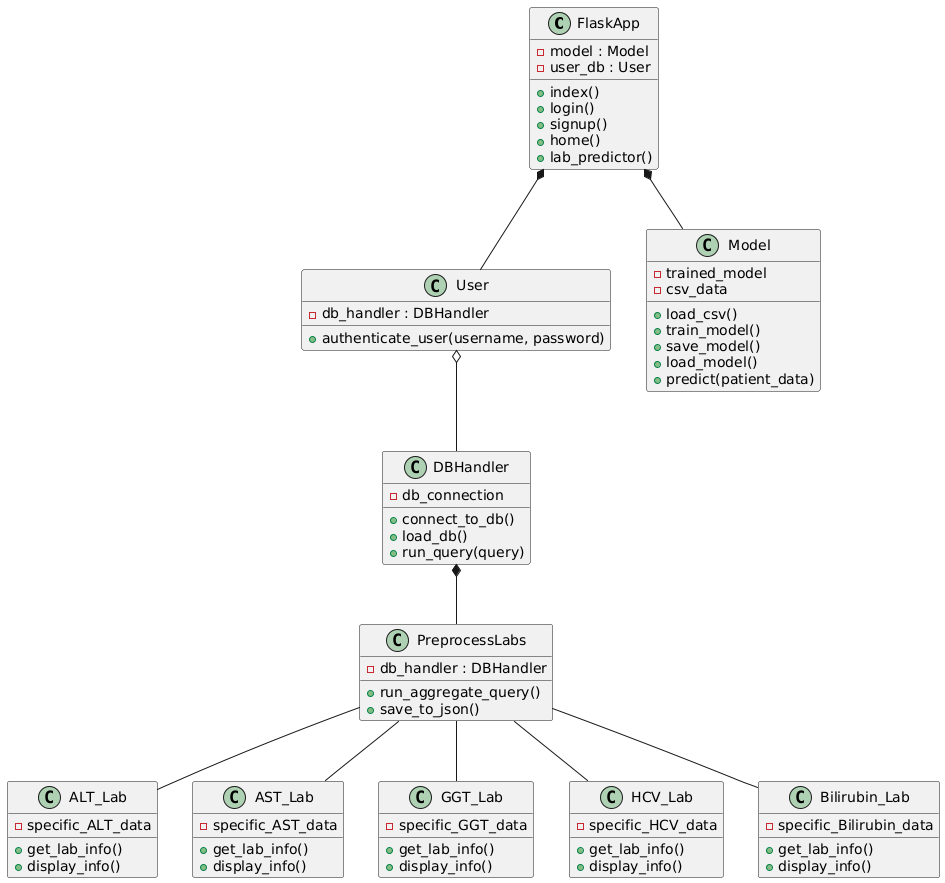 C FlaskApp
model : Model
user_db : User
index()
login()
signup()
home()
lab_predictor()
C User
db_handler : DBHandler
authenticate_user(username, password)
C Model
trained_model
csv_data
load_csv()
train_model()
save_model()
load_model()
predict(patient_data)
C DBHandler
db_connection
connect_to_db()
load_db()
run_query(query)
C PreprocessLabs
db_handler : DBHandler
run_aggregate_query()
save_to_json()
C ALT_Lab
specific_ALT_data
get_lab_info()
display_info()
C AST_Lab
specific_AST_data
get_lab_info()
display_info()
C GGT_Lab
specific_GGT_data
get_lab_info()
display_info()
C HCV_Lab
specific_HCV_data
get_lab_info()
display_info()
C Bilirubin_Lab
specific_Bilirubin_data
get_lab_info()
display_info()